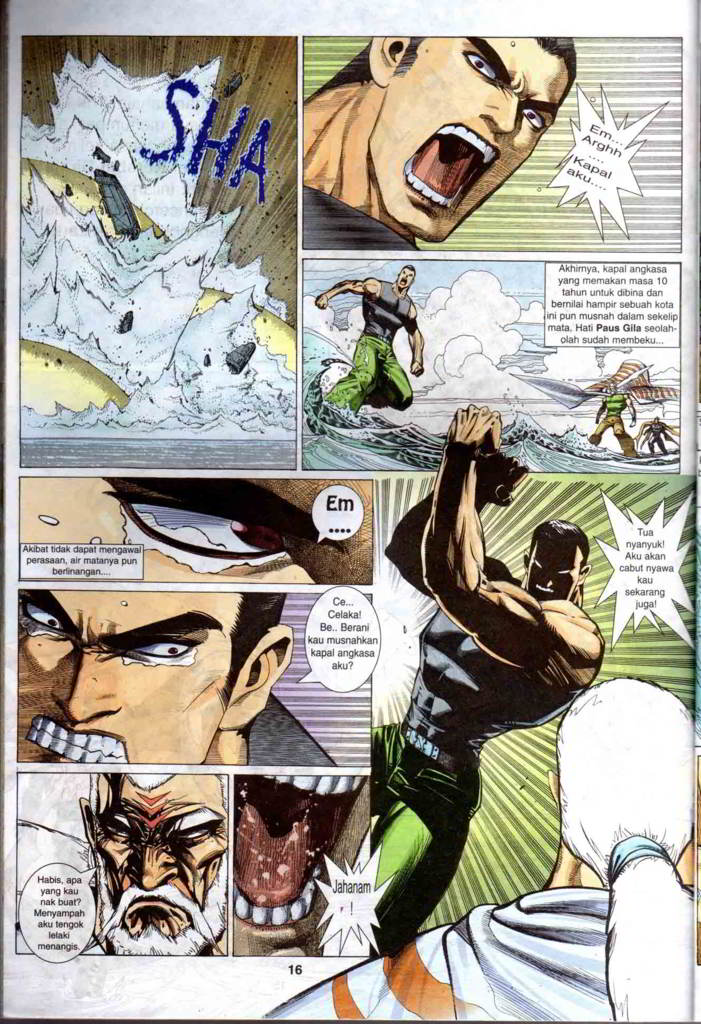 SHA
Em...
Arghh
....
Kapal
aku....
Akhirnya, kapal angkasa
yang memakan masa 10
tahun untuk dibina dan
bernilai hampir sebuah kota
ini pun musnah dalam sekelip
mata. Hati Paus Gila seolah-
olah sudah membeku...
Em
....
Akibat tidak dapat mengawal
perasaan, air matanya pun
berlinangan....
Ce...
Celaka!
Be.. Berani
kau musnahkan
kapal angkasa
aku?
Tua
nyanyuk!
Aku akan
cabut nyawa
kau
sekarang
juga!
Habis, apa
yang kau
nak buat?
Menyampah
aku tengok
lelaki
menangis.
Jahanam
!
16